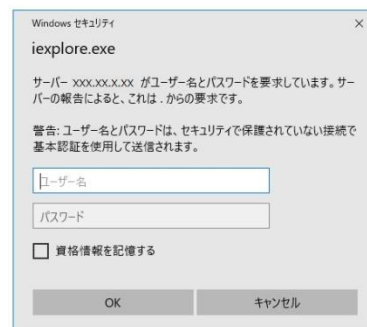 Windows セキュリティ
iexplore.exe
サーバー xxx.xx.x.xx がユーザー名とパスワードを要求しています。サー
バーの報告によると、これは . からの要求です。
警告: ユーザー名とパスワードは、セキュリティで保護されていない接続で
基本認証を使用して送信されます。
ユーザー名
パスワード
資格情報を記憶する
OK
キャンセル